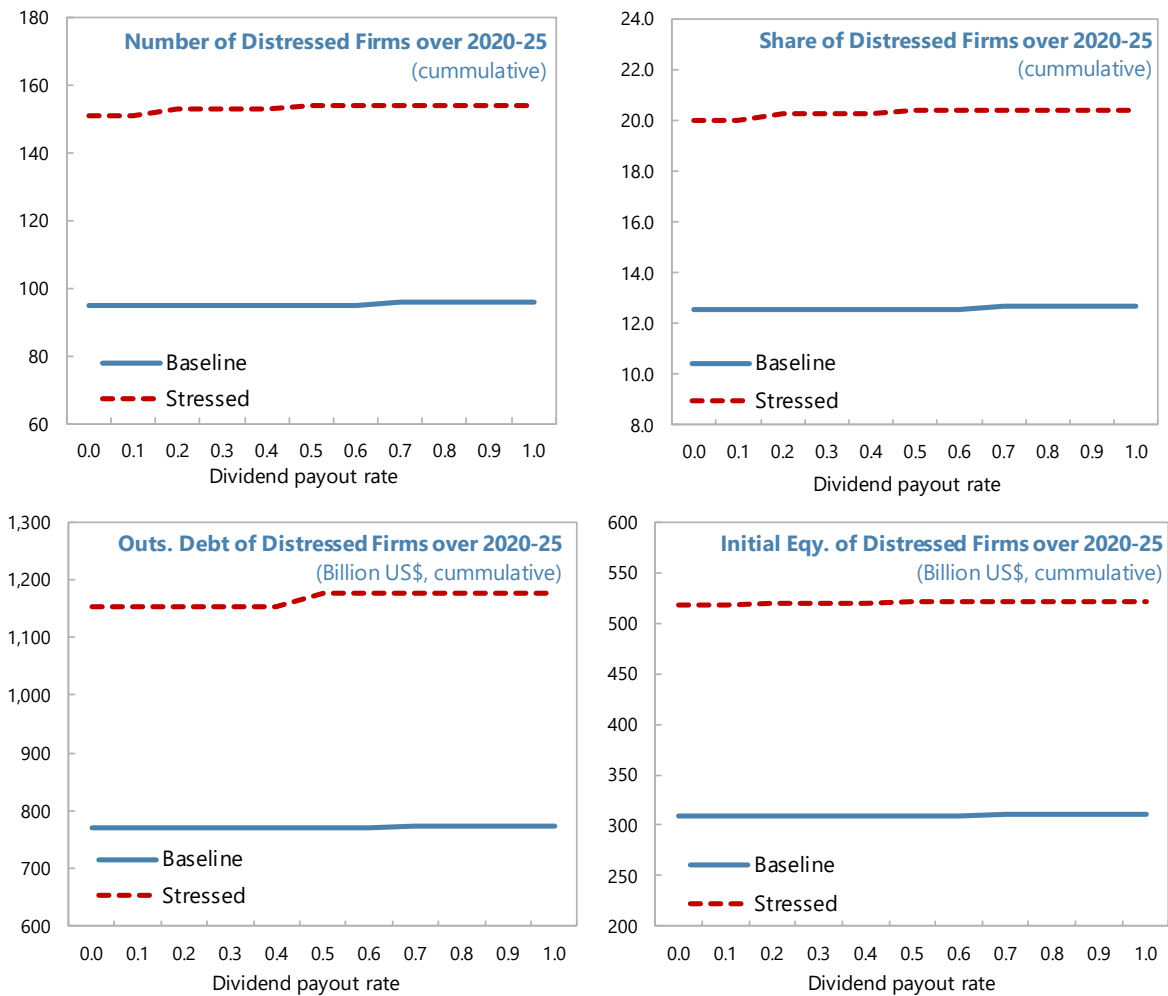 Number of Distressed Firms over 2020-25
(cummulative)
180
160
140
120
100
80
60
Baseline
Stressed
0.0 0.1 0.2 0.3 0.4 0.5 0.6 0.7 0.8 0.9 1.0
Dividend payout rate
Share of Distressed Firms over 2020-25
(cummulative)
24.0
22.0
20.0
18.0
16.0
14.0
12.0
10.0
8.0
Baseline
Stressed
0.0 0.1 0.2 0.3 0.4 0.5 0.6 0.7 0.8 0.9 1.0
Dividend payout rate
Outs. Debt of Distressed Firms over 2020-25
(Billion US$, cummulative)
1,300
1,200
1,100
1,000
900
800
700
600
Baseline
Stressed
0.0 0.1 0.2 0.3 0.4 0.5 0.6 0.7 0.8 0.9 1.0
Dividend payout rate
Initial Eqy. of Distressed Firms over 2020-25
(Billion US$, cummulative)
600
550
500
450
400
350
300
250
200
Baseline
Stressed
0.0 0.1 0.2 0.3 0.4 0.5 0.6 0.7 0.8 0.9 1.0
Dividend payout rate